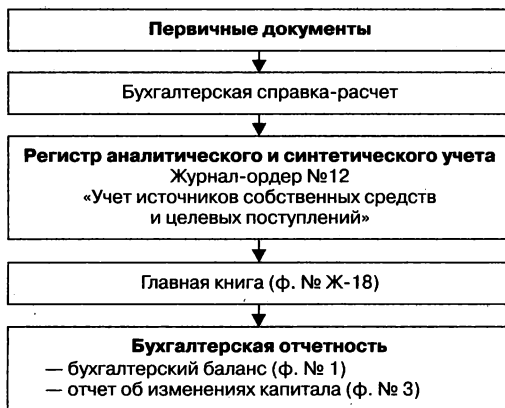 Первичные документы
Бухгалтерская справка-расчет
Регистр аналитического и синтетического учета
Журнал-ордер №12
«Учет источников собственных средств
и целевых поступлений»
Главная книга (ф. № Ж-18)
Бухгалтерская отчетность
— бухгалтерский баланс (ф. № 1)
— отчет об изменениях капитала (ф. № 3)